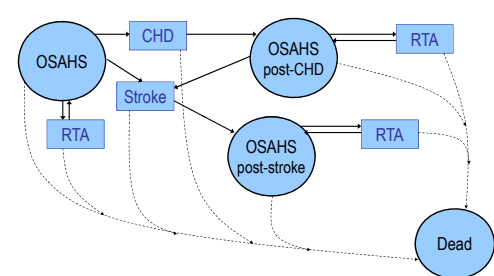 CHD
OSAHS
post-CHD
RTA
OSAHS
Stroke
RTA
RTA
OSAHS
post-stroke
Dead